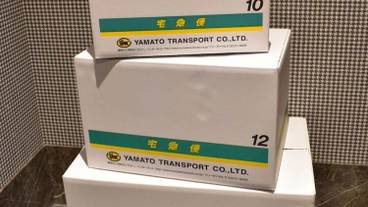 10
宅急便
YAMATO TRANSPORT CO.,LTD.
宅急便
12
YAMATO TRANSPORT CO.,LTD.